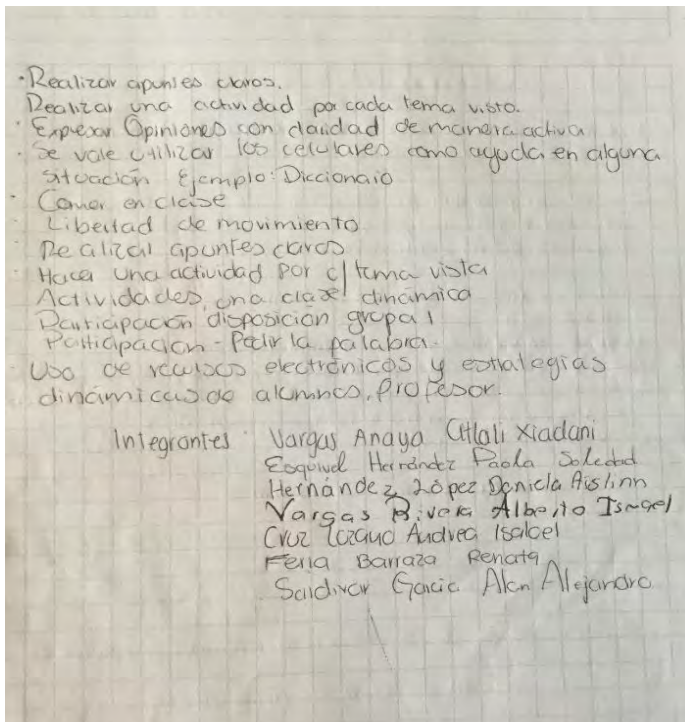 · Realizar apuntes claros.
Realizar una actividad por cada tema visto.
· Expresar Opiniones con claridad de manera activa
· Se vale utilizar los celulares como ayuda en alguna
situación Ejemplo: Diccionaio
· Comer en clase
· Libertad de movimiento
· Realizar apuntes claros
· Hacer una actividad por c/ tema vista
Actividades, una clase dinámica
Participación disposición grupal
Participación - Pedir la palabra.
· Uso de recursos electrónicos y estrategias
dinámicas de alumnos, Profesor.
Integrantes Vargas Anaya Citlali Xiadani
Esquivel Hernández Paola Soledad
Hernández López Daniela Aislinn
Vargas Rivera Alberto Ismael
Cruz Lozano Andrea Isabel
Feria Barraza Renata
Saldivar Garcia Alan Alejandro